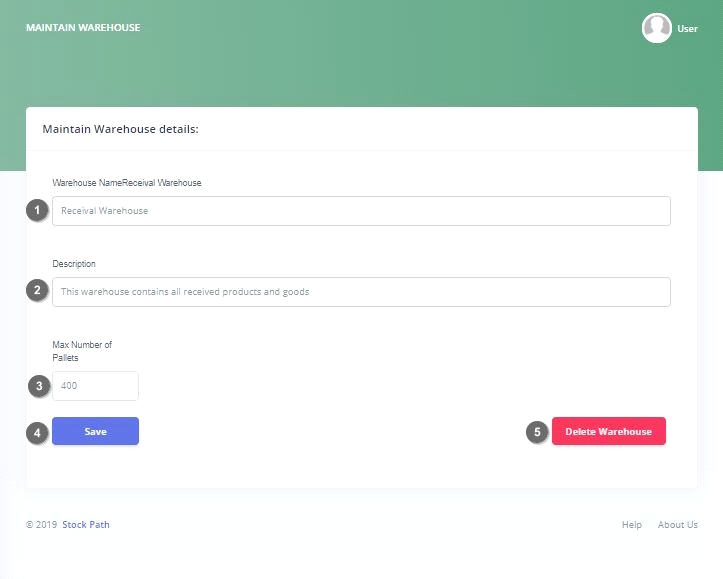 MAINTAIN WAREHOUSE
User
Maintain Warehouse details:
Warehouse NameReceival Warehouse
1 Receival Warehouse
Description
2 This warehouse contains all received products and goods
Max Number of
Pallets
3 400
4 Save
5 Delete Warehouse
© 2019 Stock Path
Help About Us